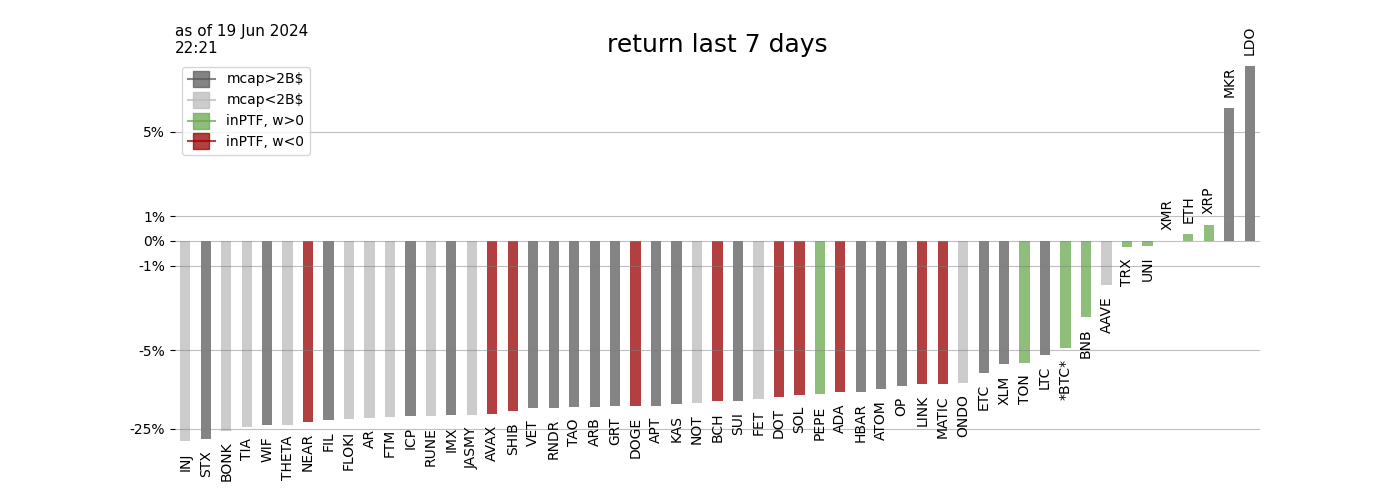 as of 19 Jun 2024
22:21
return last 7 days
mcap>2B$
mcap<2B$
inPTF, w>0
inPTF, w<0
5%
1%
0%
-1%
-5%
-25%
INJ
STX
BONK
TIA
WIF
THETA
NEAR
FIL
FLOKI
AR
FTM
ICP
RUNE
IMX
JASMY
AVAX
SHIB
VET
RNDR
TAO
ARB
GRT
DOGE
APT
KAS
NOT
BCH
SUI
FET
DOT
SOL
PEPE
ADA
HBAR
ATOM
OP
LINK
MATIC
ONDO
ETC
XLM
TON
LTC
*BTC*
BNB
AAVE
TRX
UNI
XMR
ETH
XRP
MKR
LDO